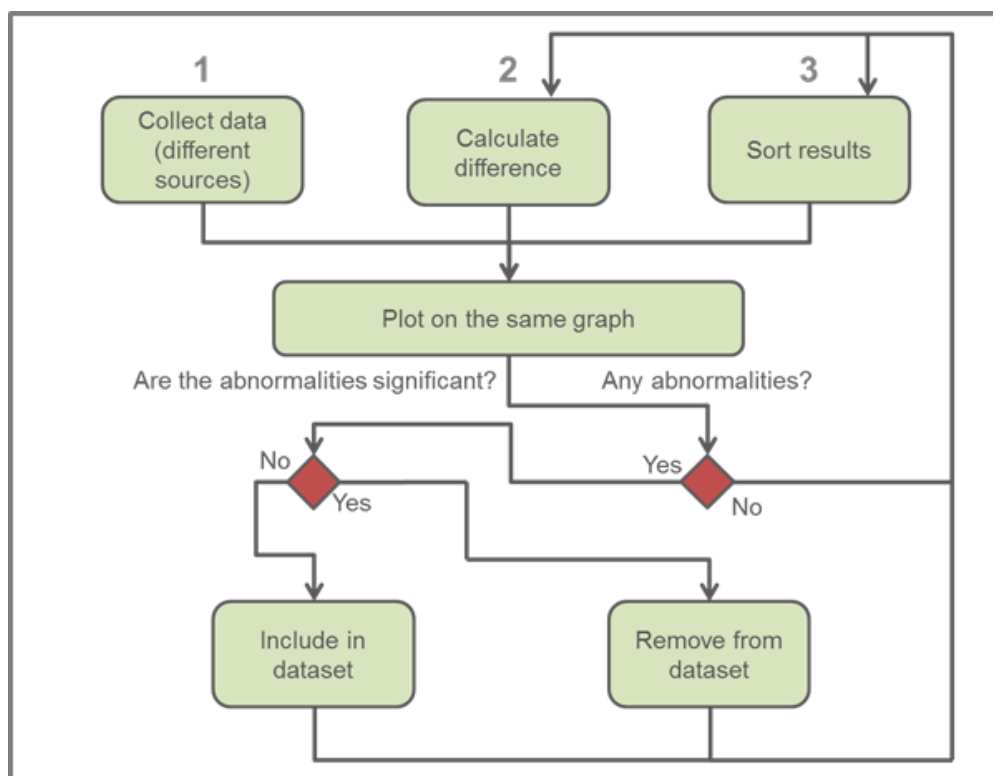 1
2
3
Collect data
(different
sources)
Calculate
difference
Sort results
Plot on the same graph
Are the abnormalities significant?
Any abnormalities?
No
Yes
Yes
No
Include in
dataset
Remove from
dataset